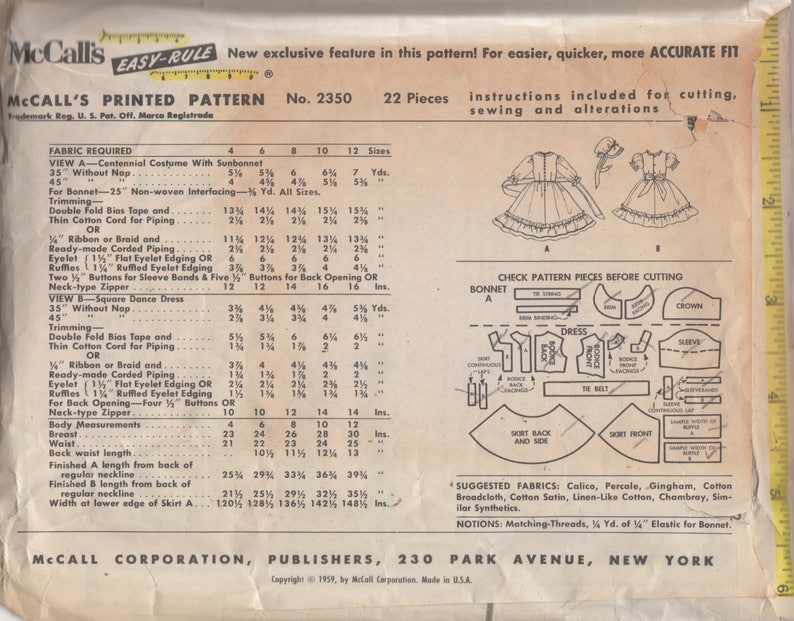 McCall's EASY-RULE ® New exclusive feature in this pattern! For easier, quicker, more ACCURATE FIT
McCALL'S PRINTED PATTERN No. 2350 22 Pieces instructions included for cutting,
Trademark Reg. U. S. Pat. Off. Marca Registrada sewing and alterations
FABRIC REQUIRED 4 6 8 10 12 Sizes
VIEW A—Centennial Costume With Sunbonnet
35" Without Nap 5⅛ 5⅜ 6 6¾ 7 Yds.
45" " " 4 4⅜ 4⅞ 5⅛ 5⅜ "
For Bonnet—25" Non-woven Interfacing—⅜ Yd. All Sizes.
Trimming—
Double Fold Bias Tape and 13¾ 14¼ 14¾ 15¼ 15¾ "
Thin Cotton Cord for Piping 2⅛ 2⅛ 2⅛ 2¼ 2⅜ "
OR
¼" Ribbon or Braid and 11¾ 12¼ 12¾ 13¼ 13¾ "
Ready-made Corded Piping 2⅛ 2⅛ 2⅛ 2¼ 2⅜ "
Eyelet { 1½" Flat Eyelet Edging OR 6 6 6 6 6 "
Ruffles { 1¼" Ruffled Eyelet Edging 3⅞ 3⅞ 3⅞ 4 4⅛ "
Two ½" Buttons for Sleeve Bands & Five ½" Buttons for Back Opening OR
Neck-type Zipper 12 12 14 16 16 Ins.
VIEW B—Square Dance Dress
35" Without Nap 3⅜ 4⅛ 4⅝ 4⅞ 5⅜ Yds.
45" " " 2⅞ 3¼ 3¾ 4 4¼ "
Trimming—
Double Fold Bias Tape and 5½ 5¾ 6 6¼ 6½ "
Thin Cotton Cord for Piping 1¾ 1¾ 1⅞ 2 2 "
OR
¼" Ribbon or Braid and 3⅞ 4 4⅛ 4⅜ 4⅝ "
Ready-made Corded Piping 1¾ 1¾ 1⅞ 2 2 "
Eyelet { 1½" Flat Eyelet Edging OR 2¼ 2¼ 2¼ 2⅜ 2½ "
Ruffles { 1¼" Ruffled Eyelet Edging 1½ 1⅝ 1⅝ 1¾ 1¾ "
For Back Opening—Four ½" Buttons OR
Neck-type Zipper 10 10 12 14 14 Ins.
Body Measurements 4 6 8 10 12
Breast 23 24 26 28 30 Ins.
Waist 21 22 23 24 25 "
Back waist length 10½ 11½ 12¼ 13 "
Finished A length from back of
regular neckline 25¾ 29¾ 33¾ 36¾ 39¾ "
Finished B length from back of
regular neckline 21½ 25½ 29½ 32½ 35½ "
Width at lower edge of Skirt A 120½ 128½ 136½ 142½ 148½ Ins.
A B
CHECK PATTERN PIECES BEFORE CUTTING
BONNET
A
TIE STRING
BRIM BINDING
BRIM
BRIM FACING
CROWN
DRESS
SKIRT CONTINUOUS LAPS
A
B
BODICE BACK FACINGS
BODICE BACK
BODICE FRONT
BODICE FRONT FACINGS
SLEEVE
TIE BELT
SLEEVEBANDS
SLEEVE CONTINUOUS LAP
SKIRT BACK AND SIDE
SKIRT FRONT
SAMPLE WIDTH OF RUFFLE A
SAMPLE WIDTH OF RUFFLE B
SUGGESTED FABRICS: Calico, Percale, Gingham, Cotton
Broadcloth, Cotton Satin, Linen-Like Cotton, Chambray, Sim-
ilar Synthetics.
NOTIONS: Matching-Threads, ¼ Yd. of ¼" Elastic for Bonnet.
McCALL CORPORATION, PUBLISHERS, 230 PARK AVENUE, NEW YORK
Copyright © 1959, by McCall Corporation. Made in U.S.A.
1
2
3
4
5
6